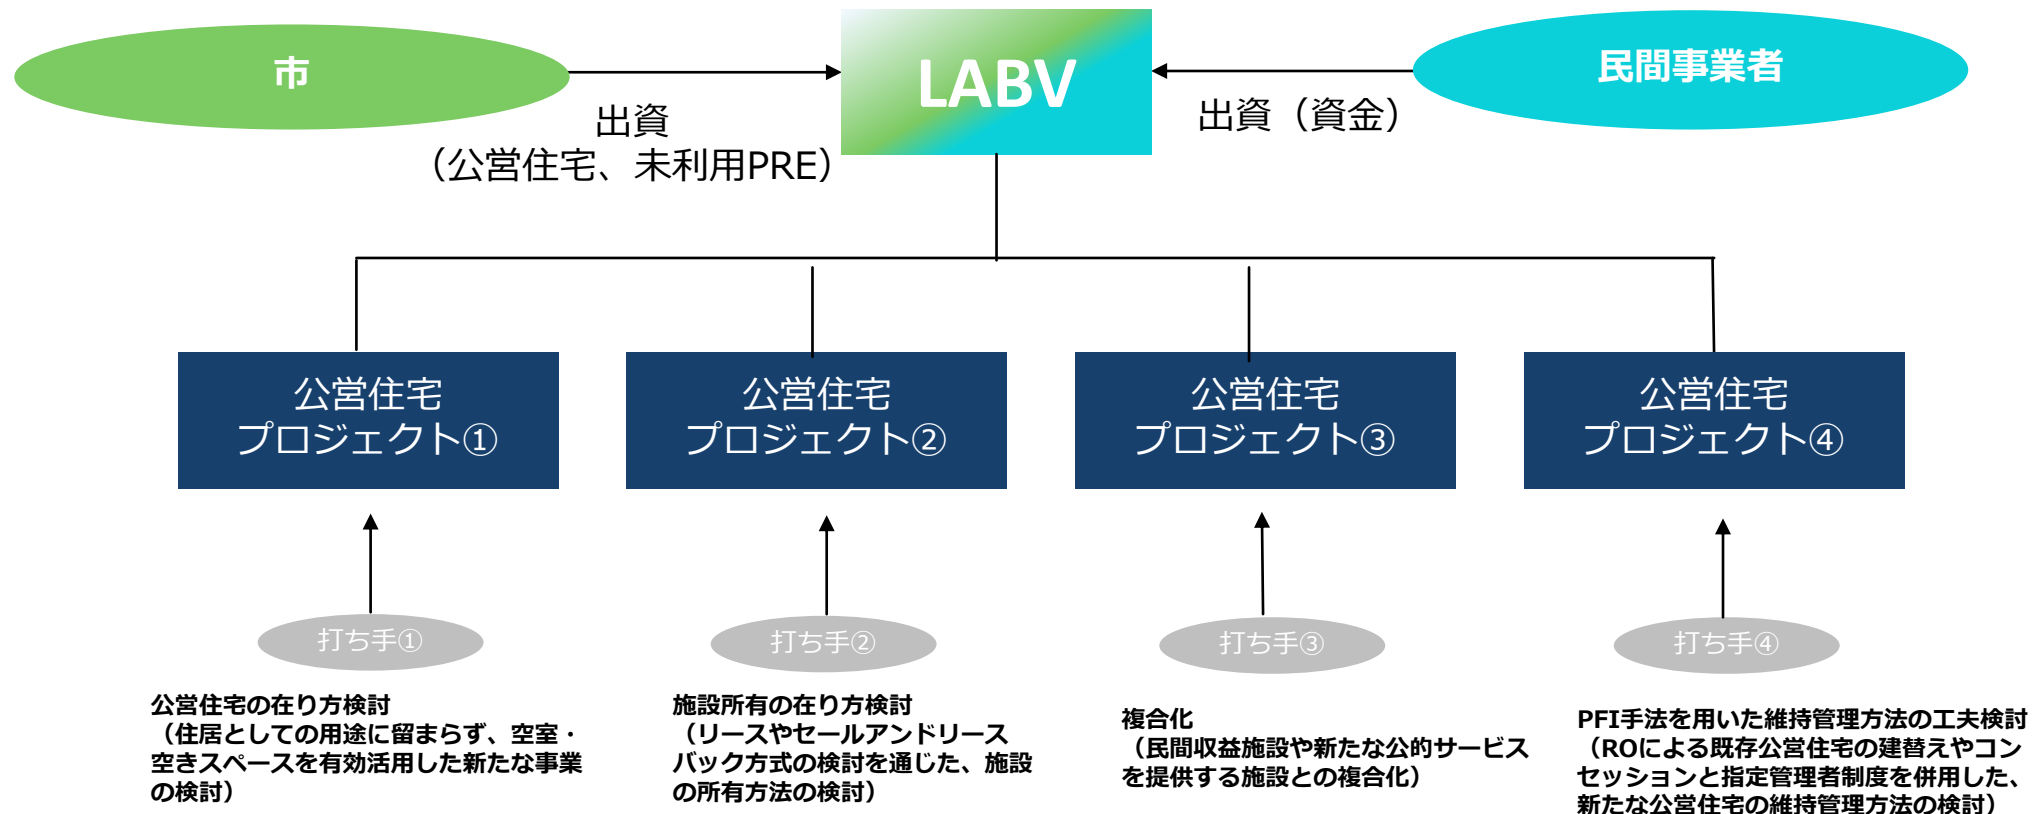 市
LABV
民間事業者
出資
（公営住宅、未利用PRE）
出資（資金）
公営住宅
プロジェクト①
公営住宅
プロジェクト②
公営住宅
プロジェクト③
公営住宅
プロジェクト④
打ち手①
打ち手②
打ち手③
打ち手④
公営住宅の在り方検討
（住居としての用途に留まらず、空室・
空きスペースを有効活用した新たな事業
の検討）
施設所有の在り方検討
（リースやセールアンドリース
バック方式の検討を通じた、施設
の所有方法の検討）
複合化
（民間収益施設や新たな公的サービス
を提供する施設との複合化）
PFI手法を用いた維持管理方法の工夫検討
（ROによる既存公営住宅の建替えやコン
セッションと指定管理者制度を併用した、
新たな公営住宅の維持管理方法の検討）